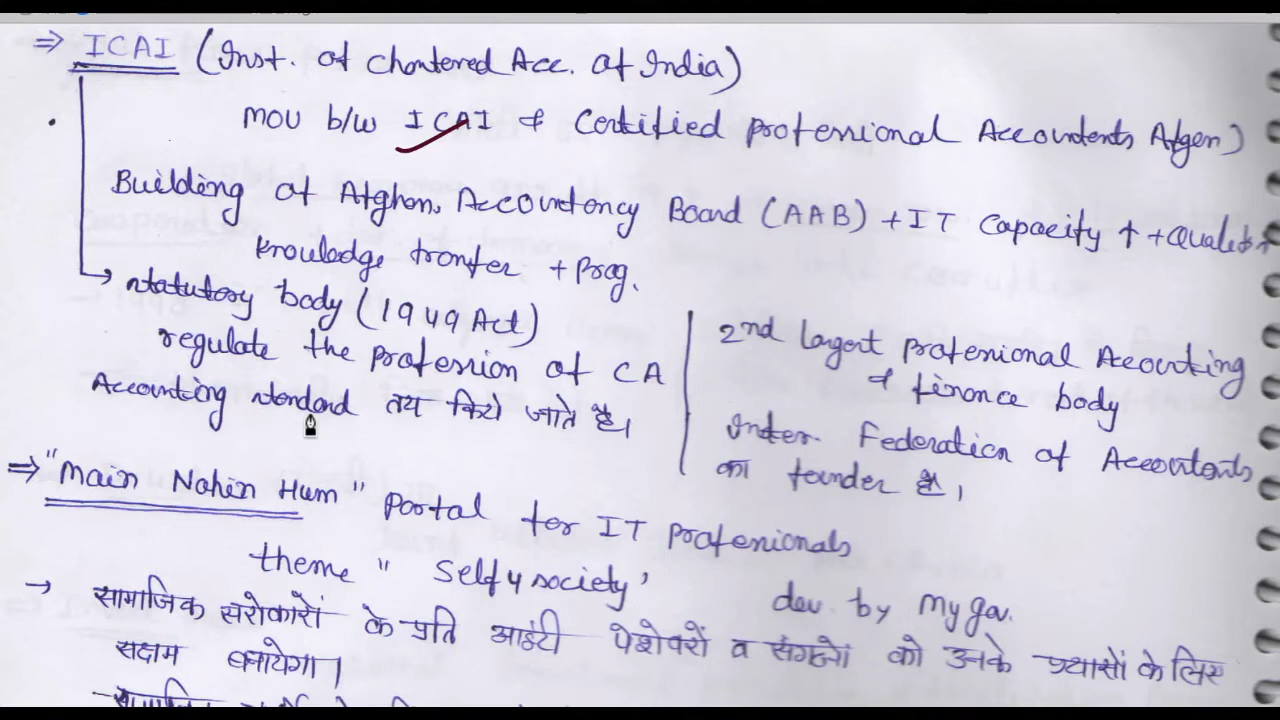 ⇒ ICAI (Inst. of Chartered Acc. of India)
MOU b/w ICAI & Certified Professional Accountants Afgan)
Building of Afghan. Accountancy Board (AAB) + IT Capacity ↑ + Quality
knowledge tranfer + Prog.
→ statutory body (1949 Act)
regulate the profession of CA
Accounting standard तय किये जाते है।
2nd largest professional Accounting
& finance body
Inter. Federation of Accountants
का founder है।
⇒ "Main Nahin Hum" Portal for IT Professionals
theme " Self 4 society'
dev. by my gov.
→ सामाजिक सरोकारों के प्रति आईटी पेशेवरों व संगठनो को उनके प्रयासों के लिए
सक्षम बनायेगा।